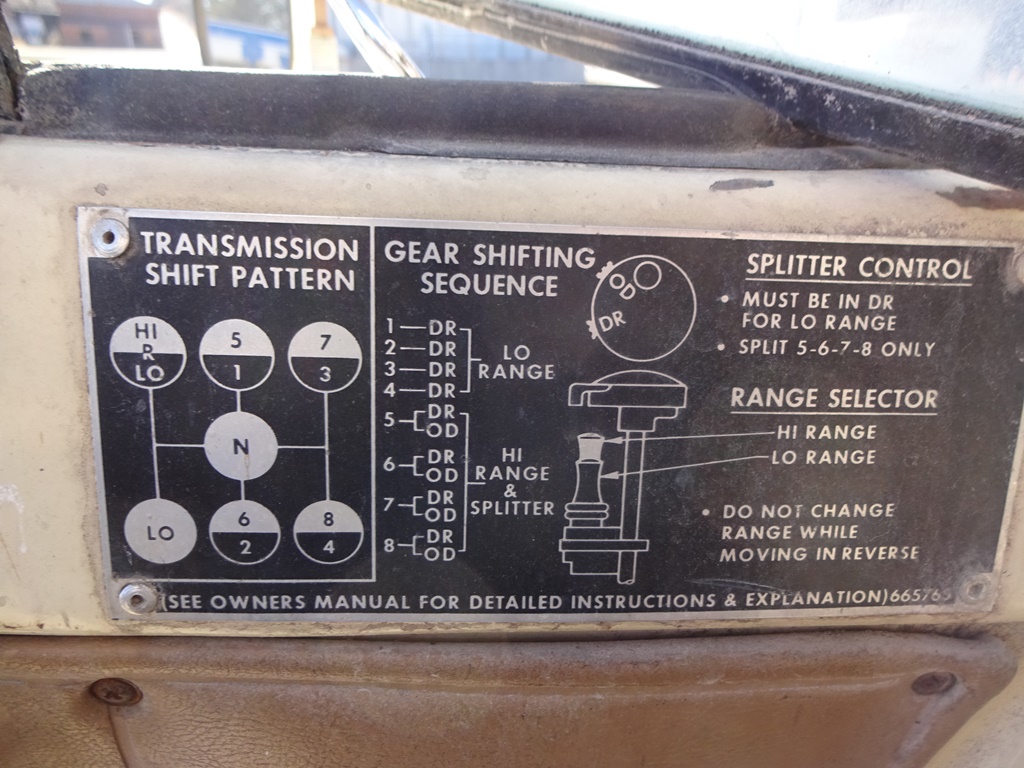 TRANSMISSION
SHIFT PATTERN
HI
R
LO
5
1
7
3
N
LO
6
2
8
4
GEAR SHIFTING
SEQUENCE
1 — DR
2 — DR
3 — DR
4 — DR
LO
RANGE
5 DR
OD
6 DR
OD
7 DR
OD
8 DR
OD
HI
RANGE
&
SPLITTER
OD
DR
SPLITTER CONTROL
• MUST BE IN DR
FOR LO RANGE
• SPLIT 5-6-7-8 ONLY
RANGE SELECTOR
HI RANGE
LO RANGE
• DO NOT CHANGE
RANGE WHILE
MOVING IN REVERSE
(SEE OWNERS MANUAL FOR DETAILED INSTRUCTIONS & EXPLANATION)